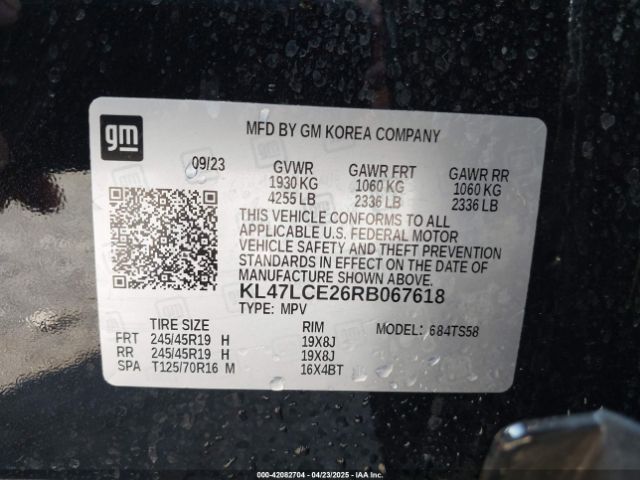 gm
MFD BY GM KOREA COMPANY
09/23 GVWR GAWR FRT GAWR RR
1930 KG 1060 KG 1060 KG
4255 LB 2336 LB 2336 LB
THIS VEHICLE CONFORMS TO ALL
APPLICABLE U.S. FEDERAL MOTOR
VEHICLE SAFETY AND THEFT PREVENTION
STANDARDS IN EFFECT ON THE DATE OF
MANUFACTURE SHOWN ABOVE.
KL47LCE26RB067618
TYPE: MPV
TIRE SIZE RIM MODEL: 684TS58
FRT 245/45R19 H 19X8J
RR 245/45R19 H 19X8J
SPA T125/70R16 M 16X4BT
000-42082704 - 04/23/2025 - IAAI.COM